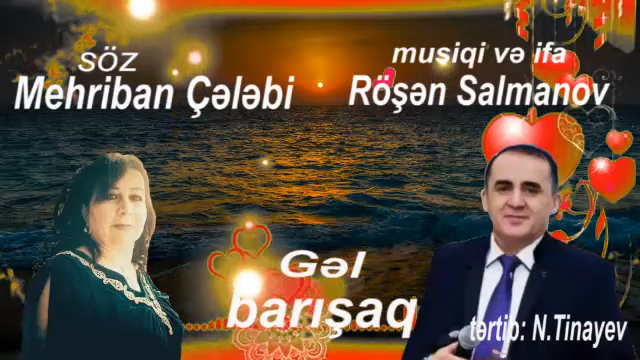 söz
Mehriban Çələbi
musiqi və ifa
Röşən Salmanov
Gəl
barışaq
tərtib: N.Tinayev